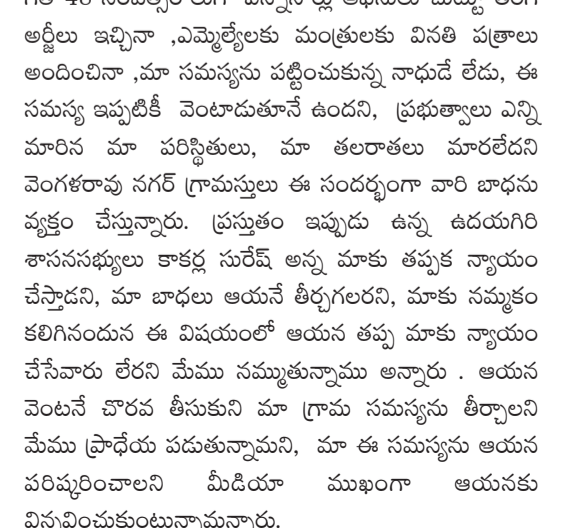 అర్జీలు ఇచ్చినా ,ఎమ్మెల్యేలకు మంత్రులకు వినతి పత్రాలు
అందించినా ,మా సమస్యను పట్టించుకున్న నాధుడే లేడు, ఈ
సమస్య ఇప్పటికీ వెంటాడుతూనే ఉందని, ప్రభుత్వాలు ఎన్ని
మారిన మా పరిస్థితులు, మా తలరాతలు మారలేదని
వెంగళరావు నగర్ గ్రామస్తులు ఈ సందర్భంగా వారి బాధను
వ్యక్తం చేస్తున్నారు. ప్రస్తుతం ఇప్పుడు ఉన్న ఉదయగిరి
శాసనసభ్యులు కాకర్ల సురేష్ అన్న మాకు తప్పక న్యాయం
చేస్తాడని, మా బాధలు ఆయనే తీర్చగలరని, మాకు నమ్మకం
కలిగినందున ఈ విషయంలో ఆయన తప్ప మాకు న్యాయం
చేసేవారు లేరని మేము నమ్ముతున్నాము అన్నారు . ఆయన
వెంటనే చొరవ తీసుకుని మా గ్రామ సమస్యను తీర్చాలని
మేము ప్రాధేయ పడుతున్నామని, మా ఈ సమస్యను ఆయన
పరిష్కరించాలని మీడియా ముఖంగా ఆయనకు
విన్నవించుకుంటున్నామన్నారు.